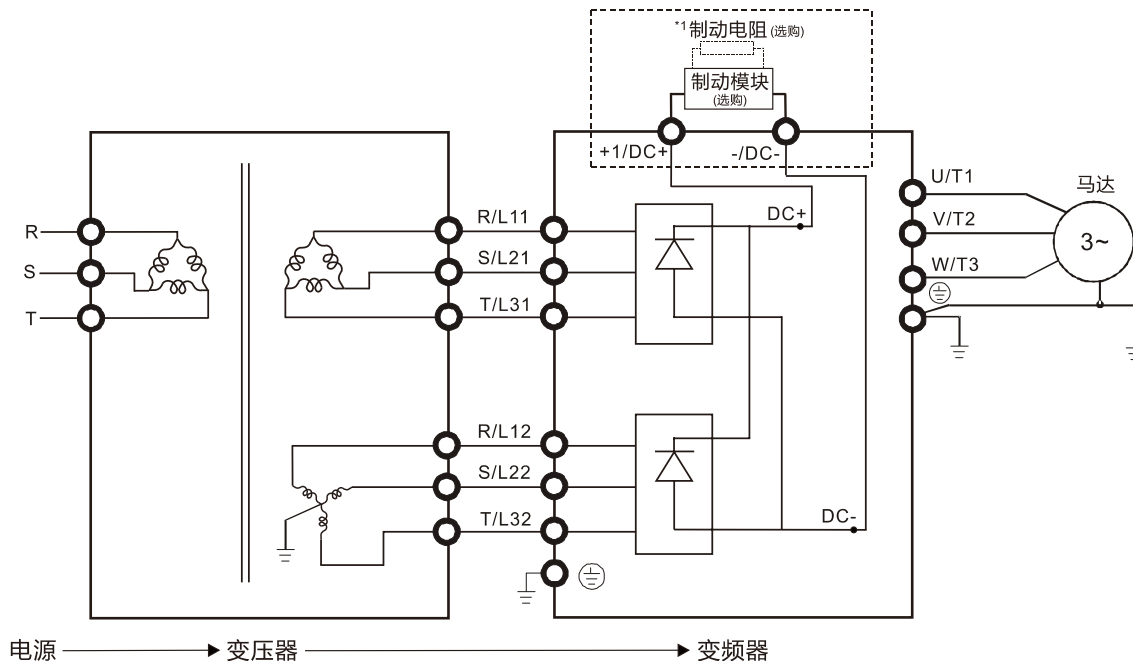 *1制动电阻(选购)
制动模块
(选购)
+1/DC+
-/DC-
U/T1
马达
R
R/L11
DC+
V/T2
3~
S
S/L21
W/T3
T
T/L31
R/L12
S/L22
T/L32
DC-
电源
变压器
变频器